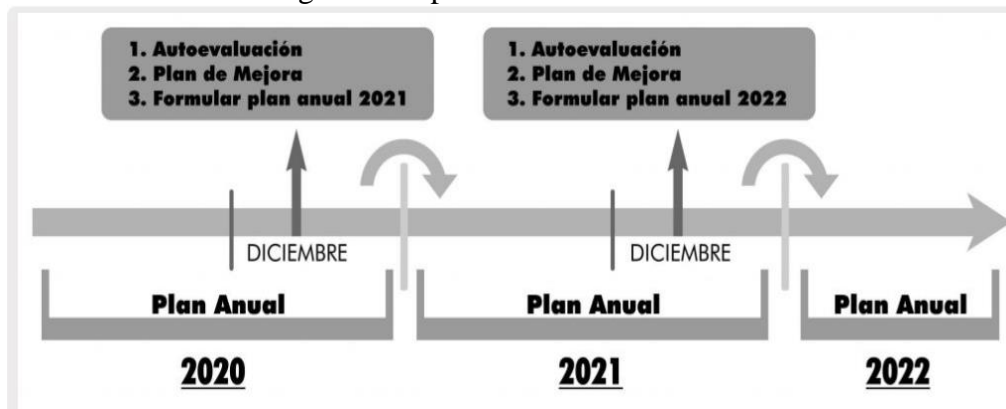 1. Autoevaluación
2. Plan de Mejora
3. Formular plan anual 2021
1. Autoevaluación
2. Plan de Mejora
3. Formular plan anual 2022
DICIEMBRE
DICIEMBRE
Plan Anual
Plan Anual
Plan Anual
2020
2021
2022